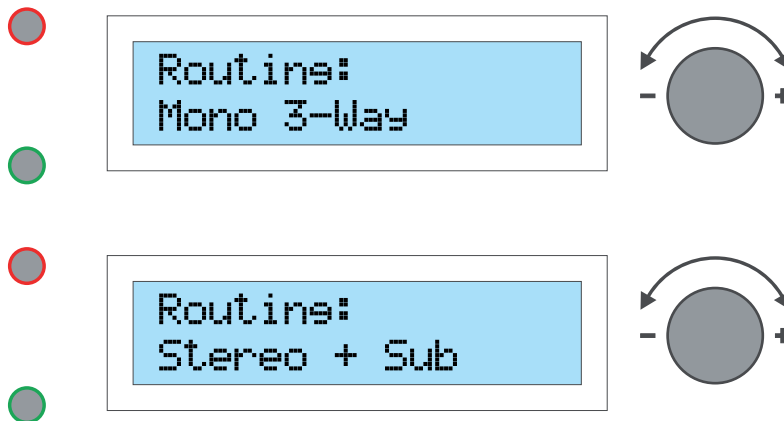 Routing:
Mono 3-Way
- +
Routing:
Stereo + Sub
- +